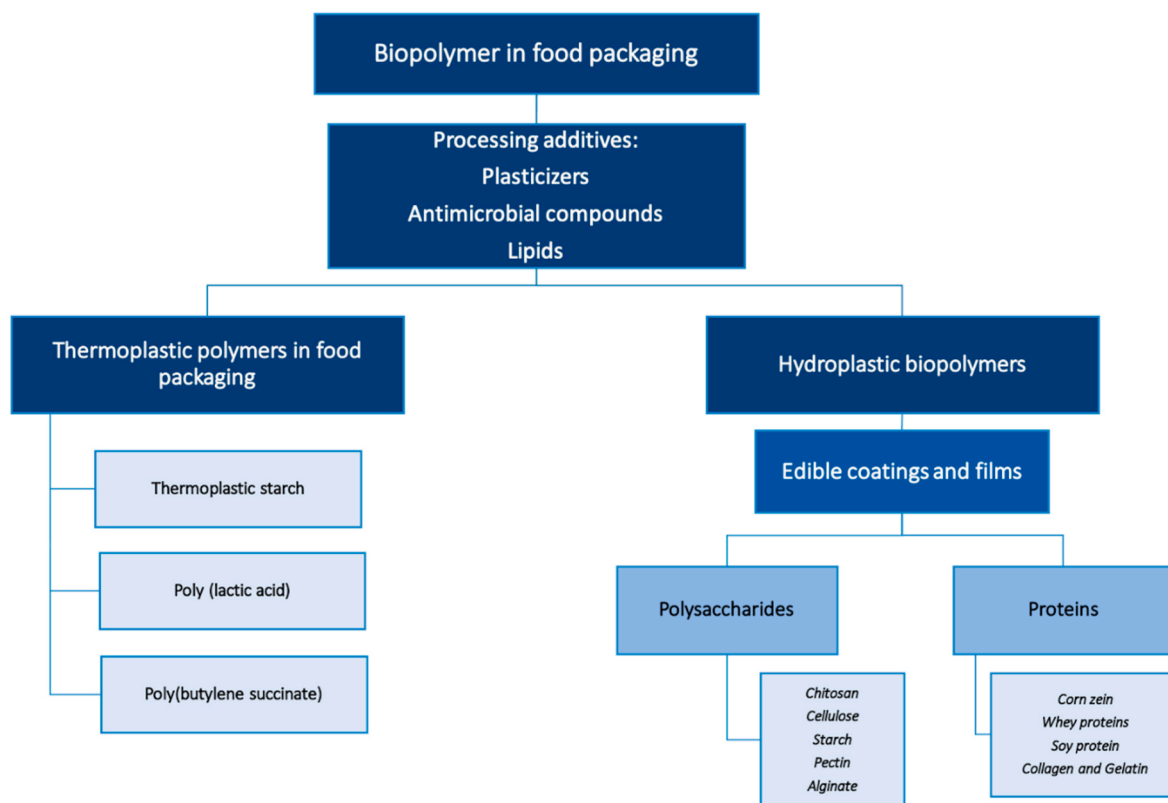 Biopolymer in food packaging
Processing additives:
Plasticizers
Antimicrobial compounds
Lipids
Thermoplastic polymers in food
packaging
Thermoplastic starch
Poly (lactic acid)
Poly(butylene succinate)
Hydroplastic biopolymers
Edible coatings and films
Polysaccharides
Chitosan
Cellulose
Starch
Pectin
Alginate
Proteins
Corn zein
Whey proteins
Soy protein
Collagen and Gelatin